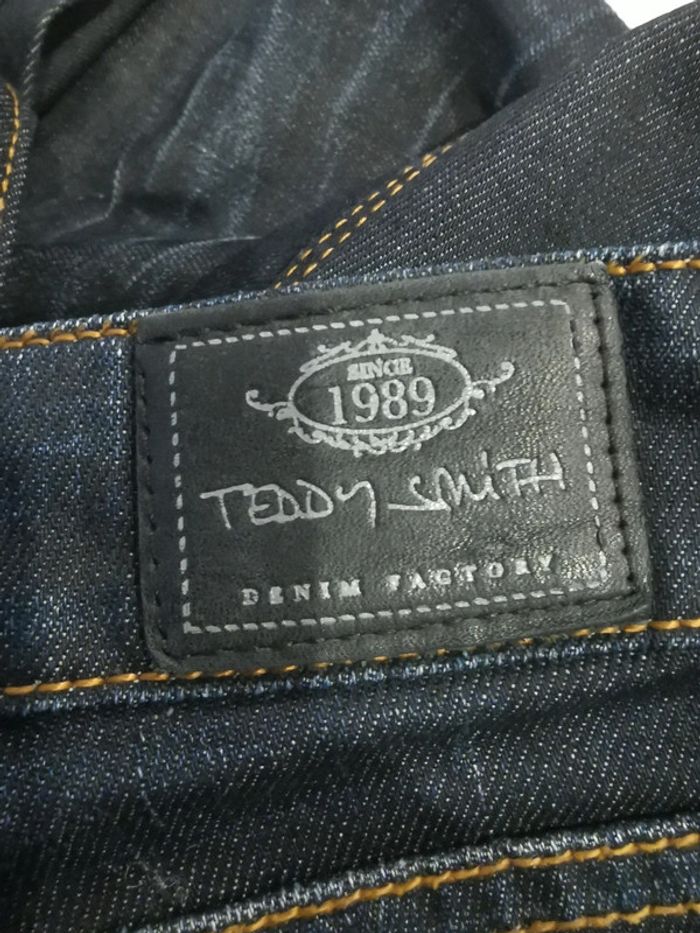 SINCE
1989
TEDDY SMITH
DENIM FACTORY